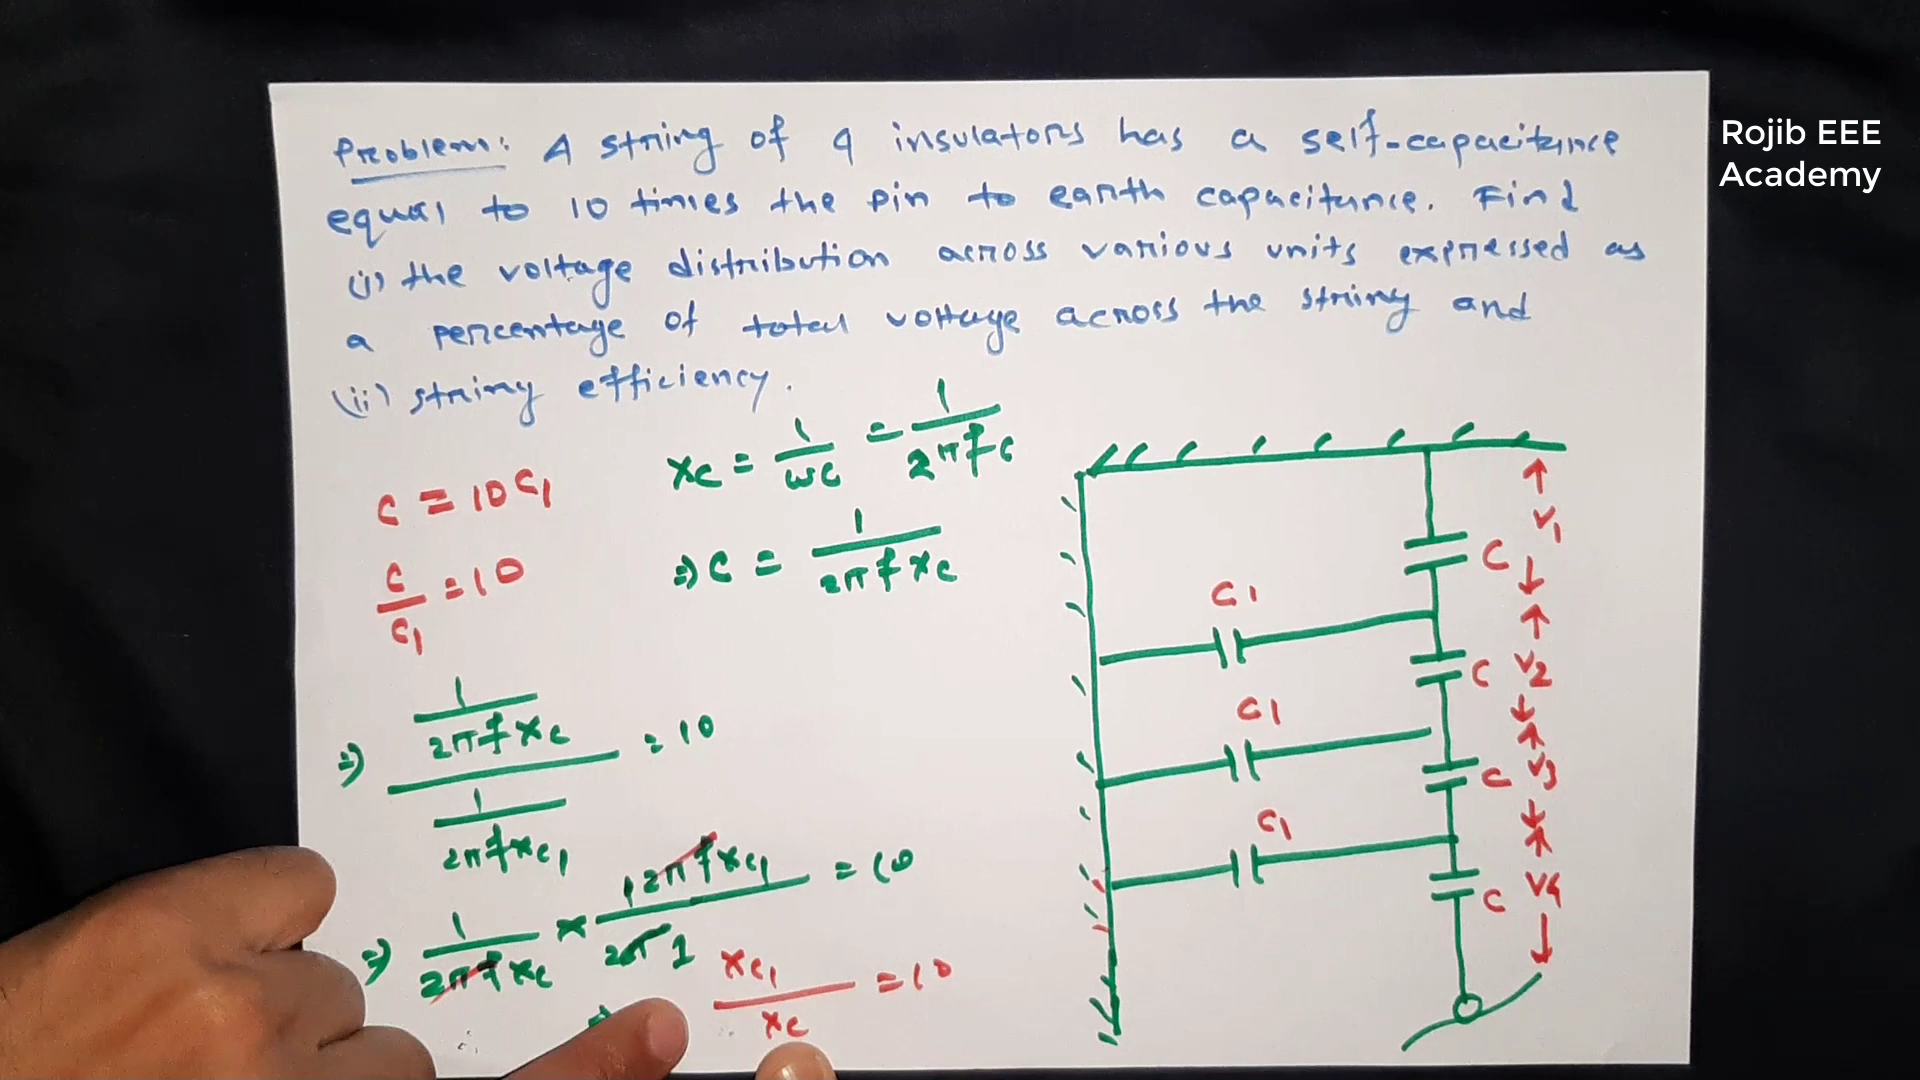 Rojib EEE
Academy
Problem: A string of 4 insulators has a self-capacitance
equal to 10 times the pin to earth capacitance. Find
(i) the voltage distribution across various units expressed as
a percentage of total voltage across the string and
(ii) string efficiency.
C = 10C1
C/C1 = 10
Xc = 1/ωC = 1/2πfC
⇒ C = 1/2πfXc
⇒ (1/2πfXc) / (1/2πfXc1) = 10
⇒ 1/2πfXc × 12πfXc1/2π1 = 10
Xc1/Xc = 10
V1
C
C1
V2
C
C1
V3
C
C1
V4
C